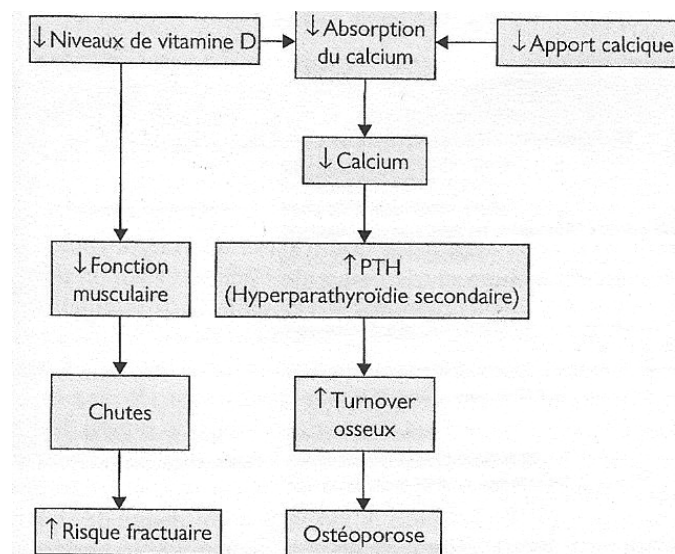 ↓Niveaux de vitamine D
↓Absorption
du calcium
↓Apport calcique
↓Calcium
↓Fonction
musculaire
↑PTH
(Hyperparathyroïdie secondaire)
Chutes
↑Turnover
osseux
↑Risque fractuaire
Ostéoporose